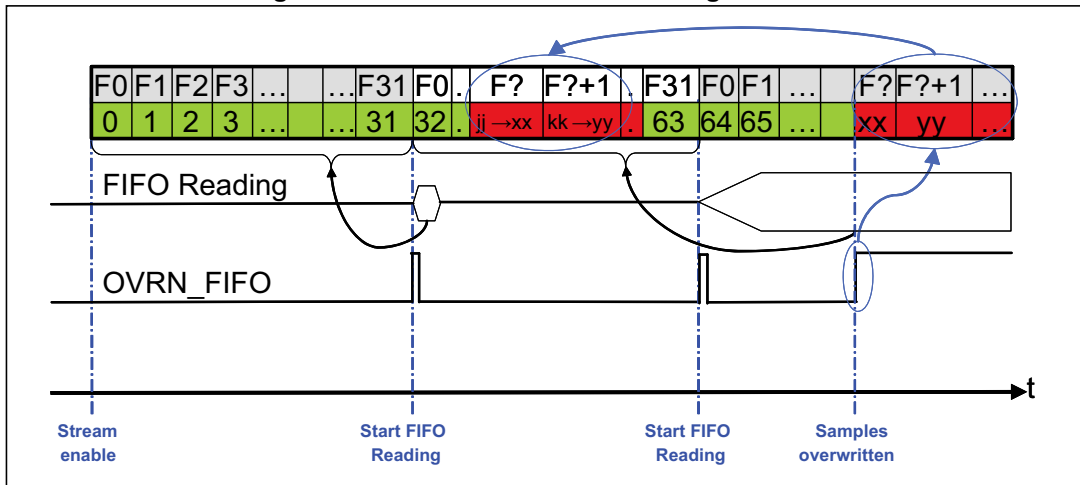 F0 F1 F2 F3 ... ...F31 F0 . F? F?+1 . F31 F0 F1 ... F? F?+1 ...
0 1 2 3 ... ... 31 32 . jj→xx kk→yy . 63 64 65 ... xx yy ...
FIFO Reading
OVRN_FIFO
t
Stream
enable
Start FIFO
Reading
Start FIFO
Reading
Samples
overwritten